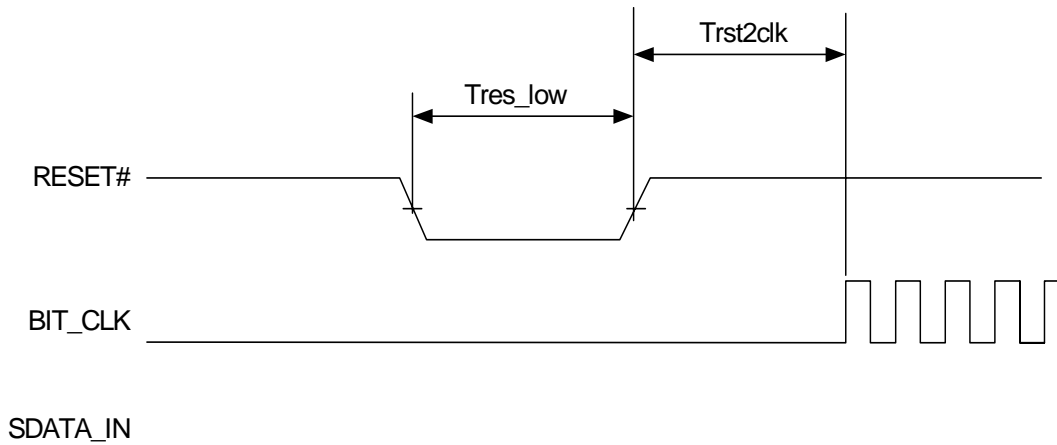 Trst2clk
Tres_low
RESET#
BIT_CLK
SDATA_IN